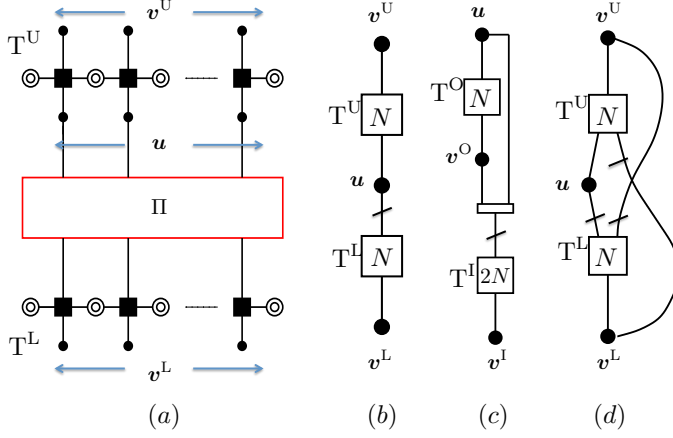 v^U
T^U
u
Π
T^L
v^L
(a)
v^U
T^U N
u
T^L N
v^L
(b)
u
T^O N
v^O
T^I 2N
v^I
(c)
v^U
T^U N
u
T^L N
v^L
(d)